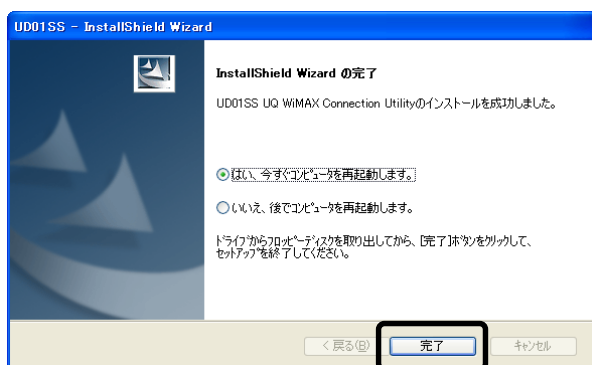 UD01SS - InstallShield Wizard
InstallShield Wizard の完了
UD01SS UQ WiMAX Connection Utilityのインストールを成功しました。
はい、今すぐｺﾝﾋﾟｭｰﾀを再起動します。
いいえ、後でｺﾝﾋﾟｭｰﾀを再起動します。
ﾄﾞﾗｲﾌﾞからﾌﾛｯﾋﾟｰﾃﾞｨｽｸを取り出してから、[完了]ﾎﾞﾀﾝをｸﾘｯｸして、
ｾｯﾄｱｯﾌﾟを終了してください。
< 戻る(B)
完了
ｷｬﾝｾﾙ